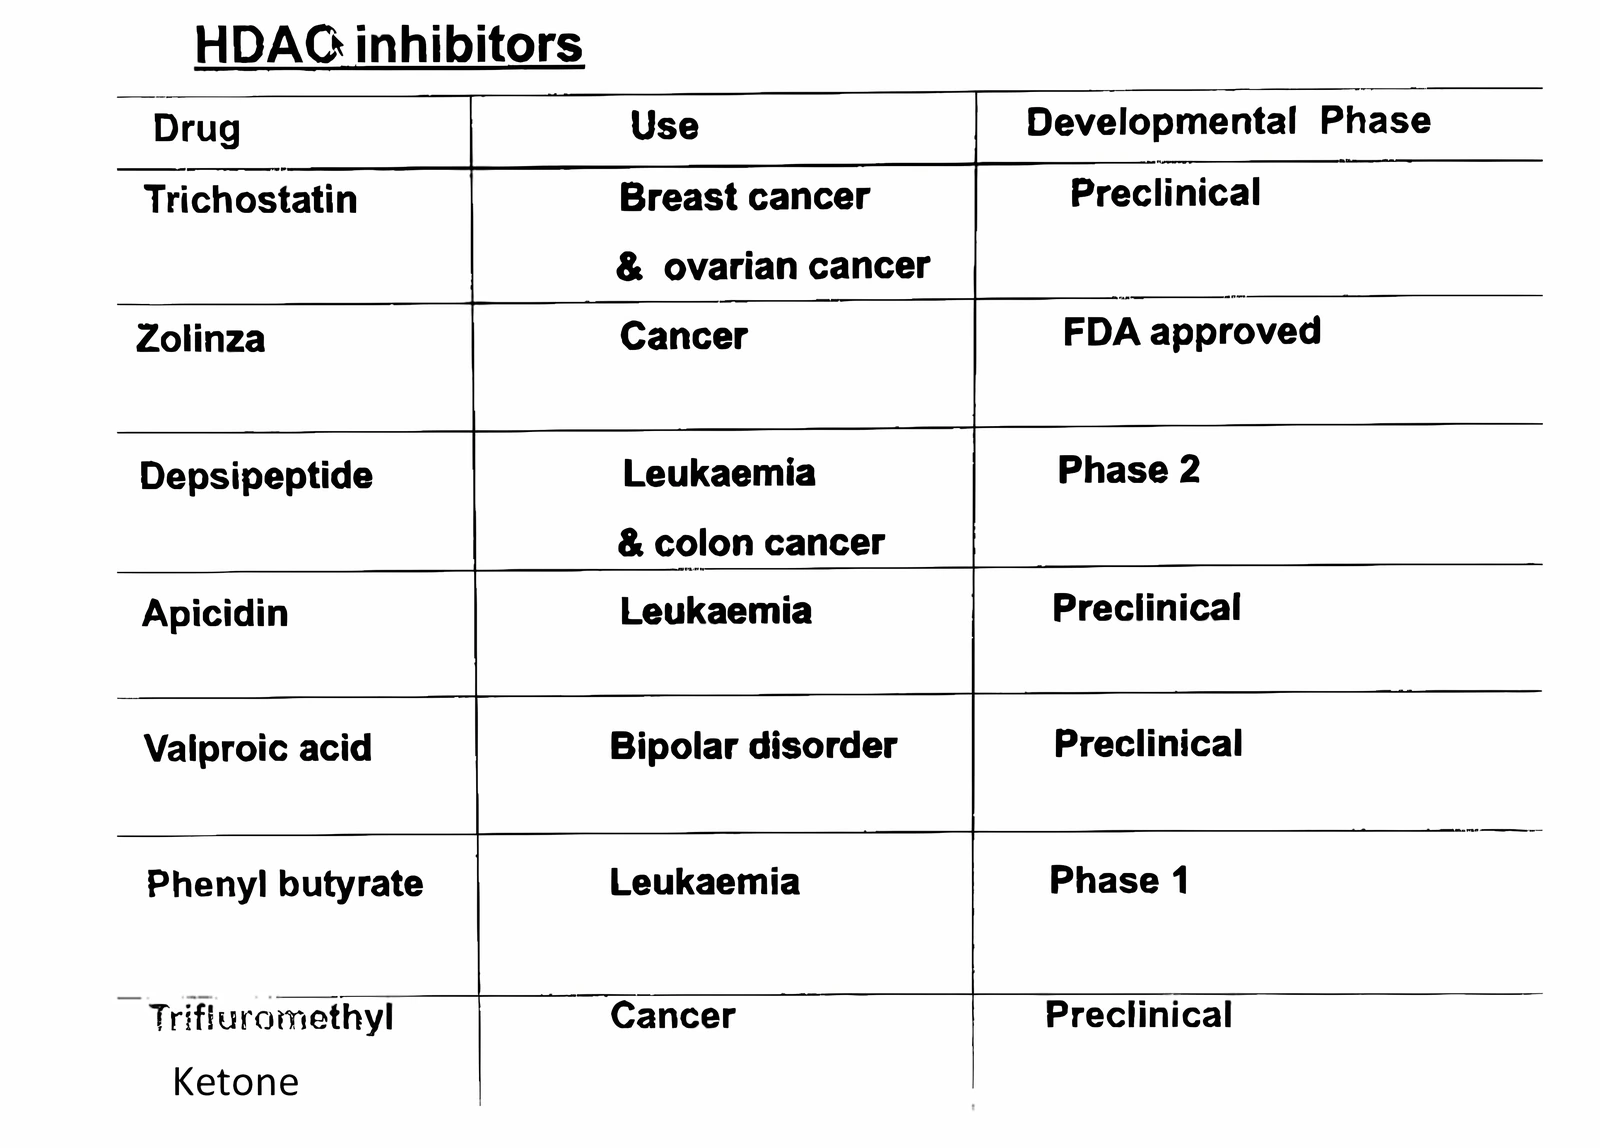 HDAC inhibitors
Drug Use Developmental Phase
Trichostatin Breast cancer Preclinical
& ovarian cancer
Zolinza Cancer FDA approved
Depsipeptide Leukaemia Phase 2
& colon cancer
Apicidin Leukaemia Preclinical
Valproic acid Bipolar disorder Preclinical
Phenyl butyrate Leukaemia Phase 1
Trifluromethyl Cancer Preclinical
Ketone